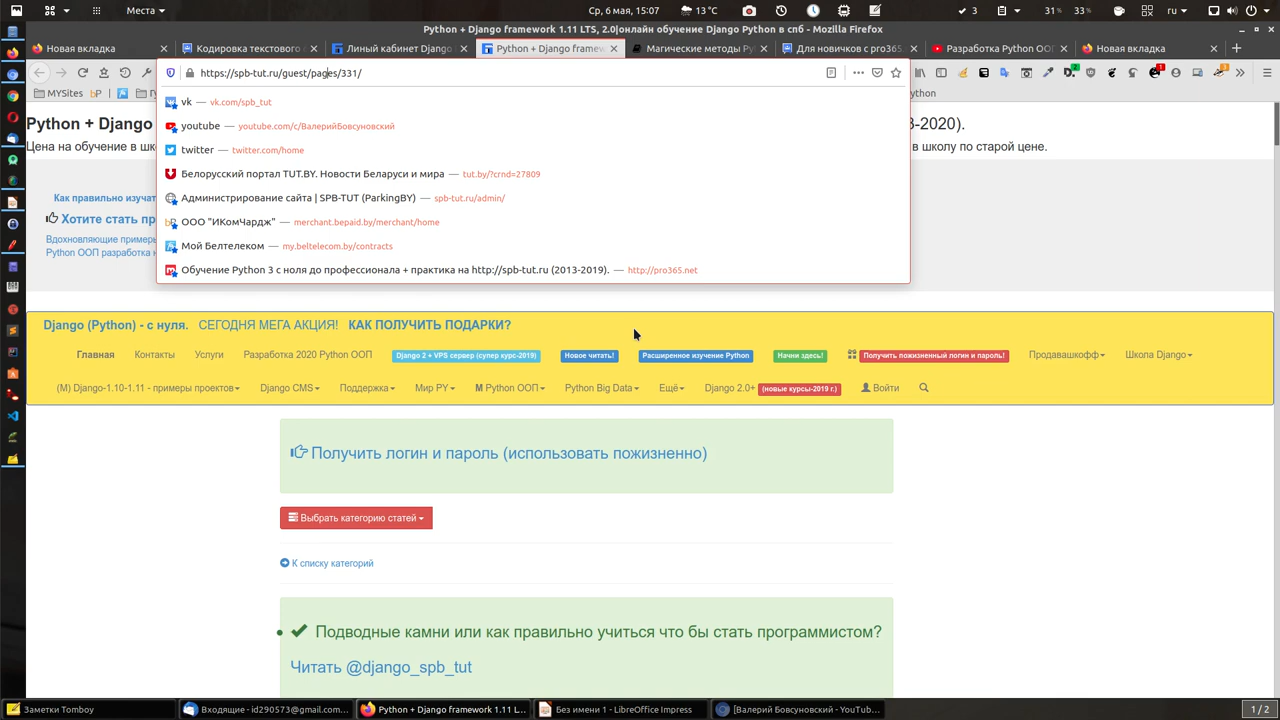 Места
Ср, 6 мая, 15:07
13°C
3
31
ru
Python + Django framework 1.11 LTS, 2.0|онлайн обучение Django Python в спб - Mozilla Firefox
Новая вкладка
Кодировка текстового с
Линый кабинет Django
Python + Django framew
Магические методы Py
Для новичков с pro365.
Разработка Python ООП
Новая вкладка
https://spb-tut.ru/guest/pages/331/
MYSites
bP
Ги
ython
vk — vk.com/spb_tut
youtube — youtube.com/c/ВалерийБовсуновский
twitter — twitter.com/home
Белорусский портал TUT.BY. Новости Беларуси и мира — tut.by/?crnd=27809
Администрирование сайта | SPB-TUT (ParkingBY) — spb-tut.ru/admin/
ООО "ИКомЧардж" — merchant.bepaid.by/merchant/home
Мой Белтелеком — my.beltelecom.by/contracts
Обучение Python 3 с ноля до профессионала + практика на http://spb-tut.ru (2013-2019). — http://pro365.net
Python + Django
3-2020).
Цена на обучение в шк
в школу по старой цене.
Как правильно изучат
Хотите стать пр
Вдохновляющие пример
Python ООП разработка н
Django (Python) - с нуля. СЕГОДНЯ МЕГА АКЦИЯ! КАК ПОЛУЧИТЬ ПОДАРКИ?
Главная Контакты Услуги Разработка 2020 Python ООП Django 2 + VPS сервер (супер курс-2019) Новое читать! Расширенное изучение Python Начни здесь! Получить пожизненный логин и пароль! Продавашкофф Школа Django
(М) Django-1.10-1.11 - примеры проектов Django CMS Поддержка Мир PY М Python ООП Python Big Data Ещё Django 2.0+ (новые курсы-2019 г.) Войти
Получить логин и пароль (использовать пожизненно)
Выбрать категорию статей
К списку категорий
Подводные камни или как правильно учиться что бы стать программистом?
Читать @django_spb_tut
Заметки Tomboy
Входящие - id290573@gmail.com...
Python + Django framework 1.11 L...
Без имени 1 - LibreOffice Impress
[Валерий Бовсуновский - YouTub...
1 / 2